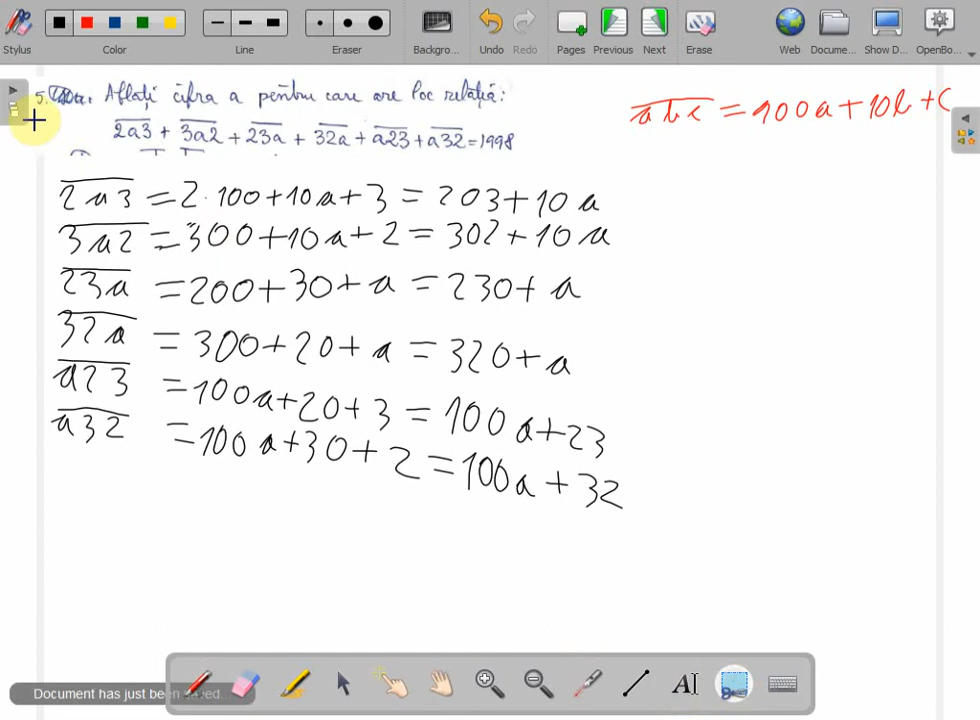 Stylus Color Line Eraser Backgro... Undo Redo Pages Previous Next Erase Web Docume... Show D... OpenBo...
5. Aflați cifra a pentru care are loc relația:
2a3 + 3a2 + 23a + 32a + a23 + a32 = 1998
abc = 100a + 10b + c
2a3 = 2·100 + 10a + 3 = 203 + 10a
3a2 = 300 + 10a + 2 = 302 + 10a
23a = 200 + 30 + a = 230 + a
32a = 300 + 20 + a = 320 + a
a23 = 100a + 20 + 3 = 100a + 23
a32 = 100a + 30 + 2 = 100a + 32
Document has just been saved...